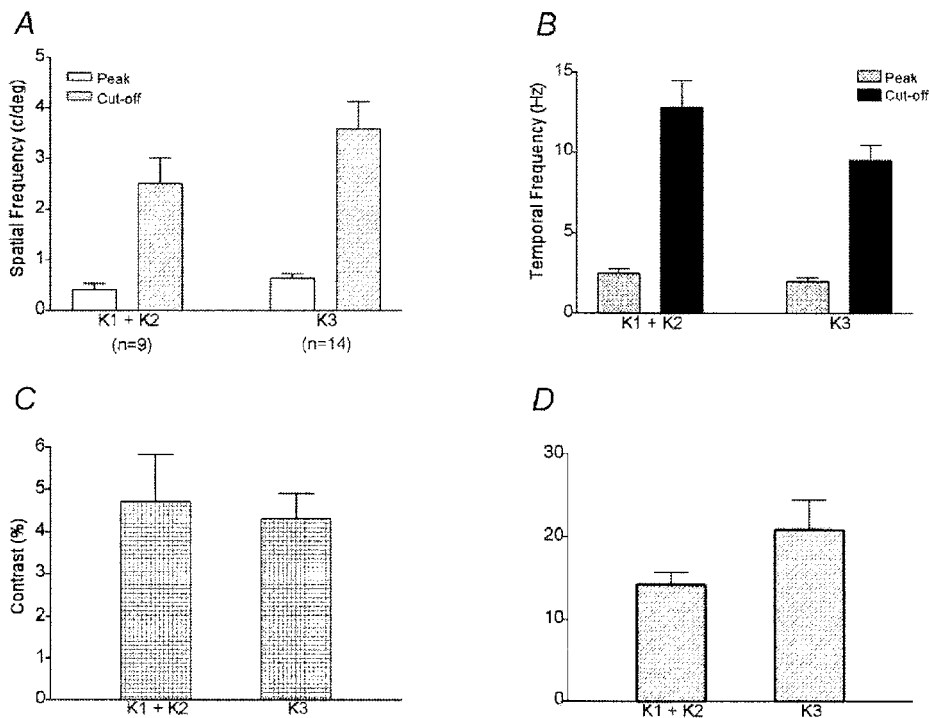 A
B
5
4
3
2
1
0
Spatial Frequency (c/deg)
Peak
Cut-off
K1 + K2
K3
(n=9)
(n=14)
15
10
5
0
Temporal Frequency (Hz)
Peak
Cut-off
K1 + K2
K3
C
D
6
5
4
3
2
1
0
Contrast (%)
K1 + K2
K3
30
20
10
0
K1 + K2
K3